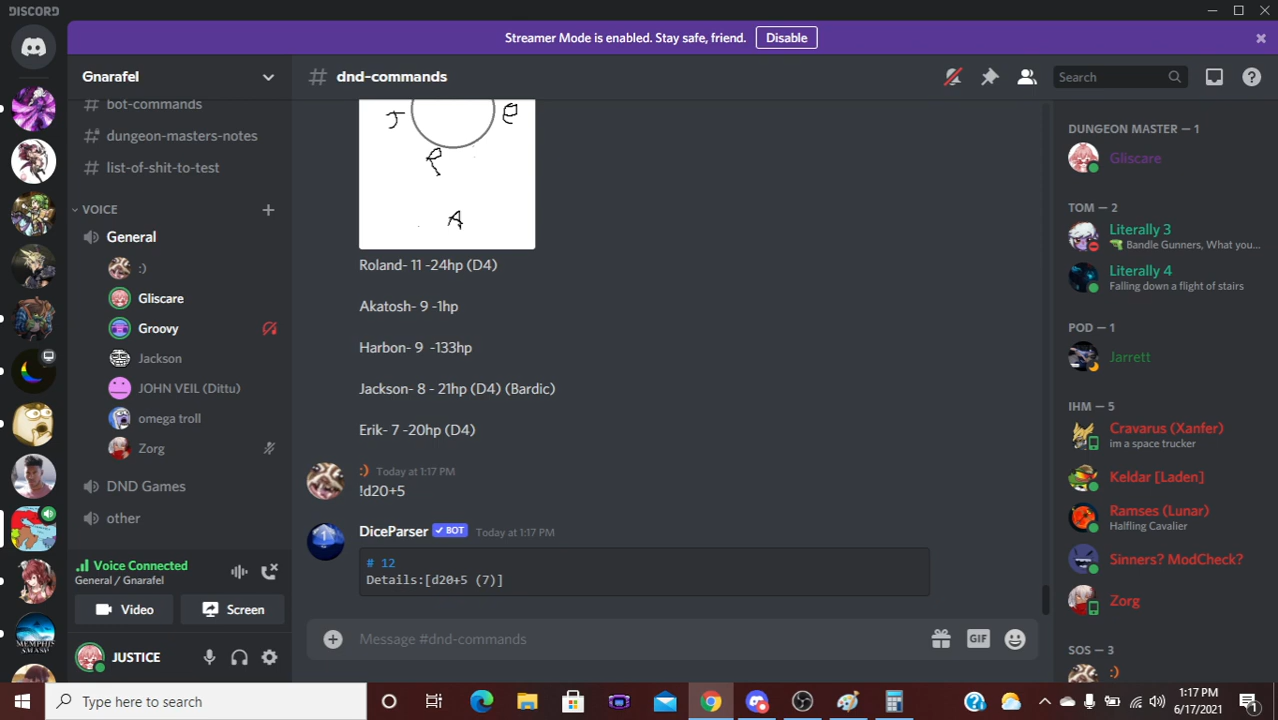 DISCORD
Streamer Mode is enabled. Stay safe, friend.
Disable
Gnarafel
bot-commands
dungeon-masters-notes
list-of-shit-to-test
VOICE
General
:)
Gliscare
Groovy
Jackson
JOHN VEIL (Dittu)
omega troll
Zorg
DND Games
other
Voice Connected
General / Gnarafel
Video
Screen
JUSTICE
# dnd-commands
Search
J
R
A
Roland- 11 -24hp (D4)
Akatosh- 9 -1hp
Harbon- 9 -133hp
Jackson- 8 - 21hp (D4) (Bardic)
Erik- 7 -20hp (D4)
:) Today at 1:17 PM
!d20+5
DiceParser BOT Today at 1:17 PM
# 12
Details:[d20+5 (7)]
Message #dnd-commands
GIF
DUNGEON MASTER — 1
Gliscare
TOM — 2
Literally 3
Bandle Gunners, What you...
Literally 4
Falling down a flight of stairs
POD — 1
Jarrett
IHM — 5
Cravarus (Xanfer)
im a space trucker
Keldar [Laden]
Ramses (Lunar)
Halfling Cavalier
Sinners? ModCheck?
Zorg
SOS — 3
:)
MEMPHIS
Type here to search
1:17 PM
6/17/2021
1